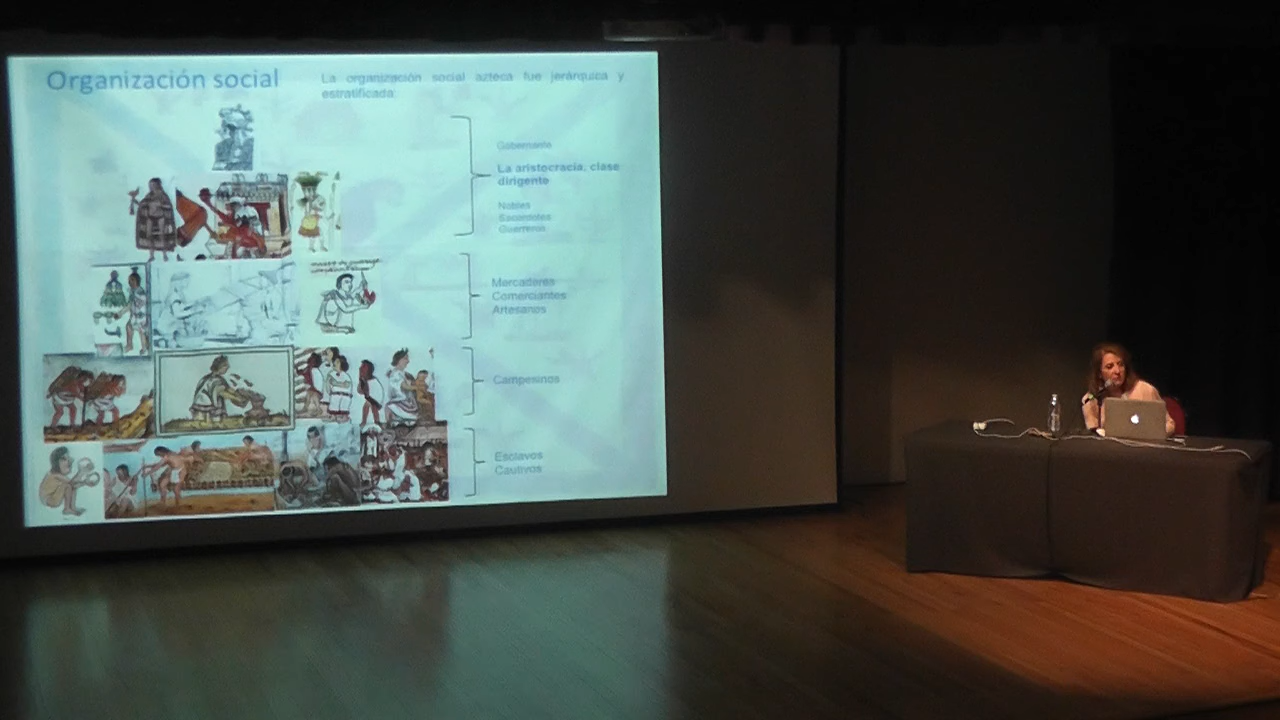 Organización social
La organización social azteca fue jerárquica y
estratificada:
Gobernante
La aristocracia, clase
dirigente
Nobles
Sacerdotes
Guerreros
Mercaderes
Comerciantes
Artesanos
Campesinos
Esclavos
Cautivos